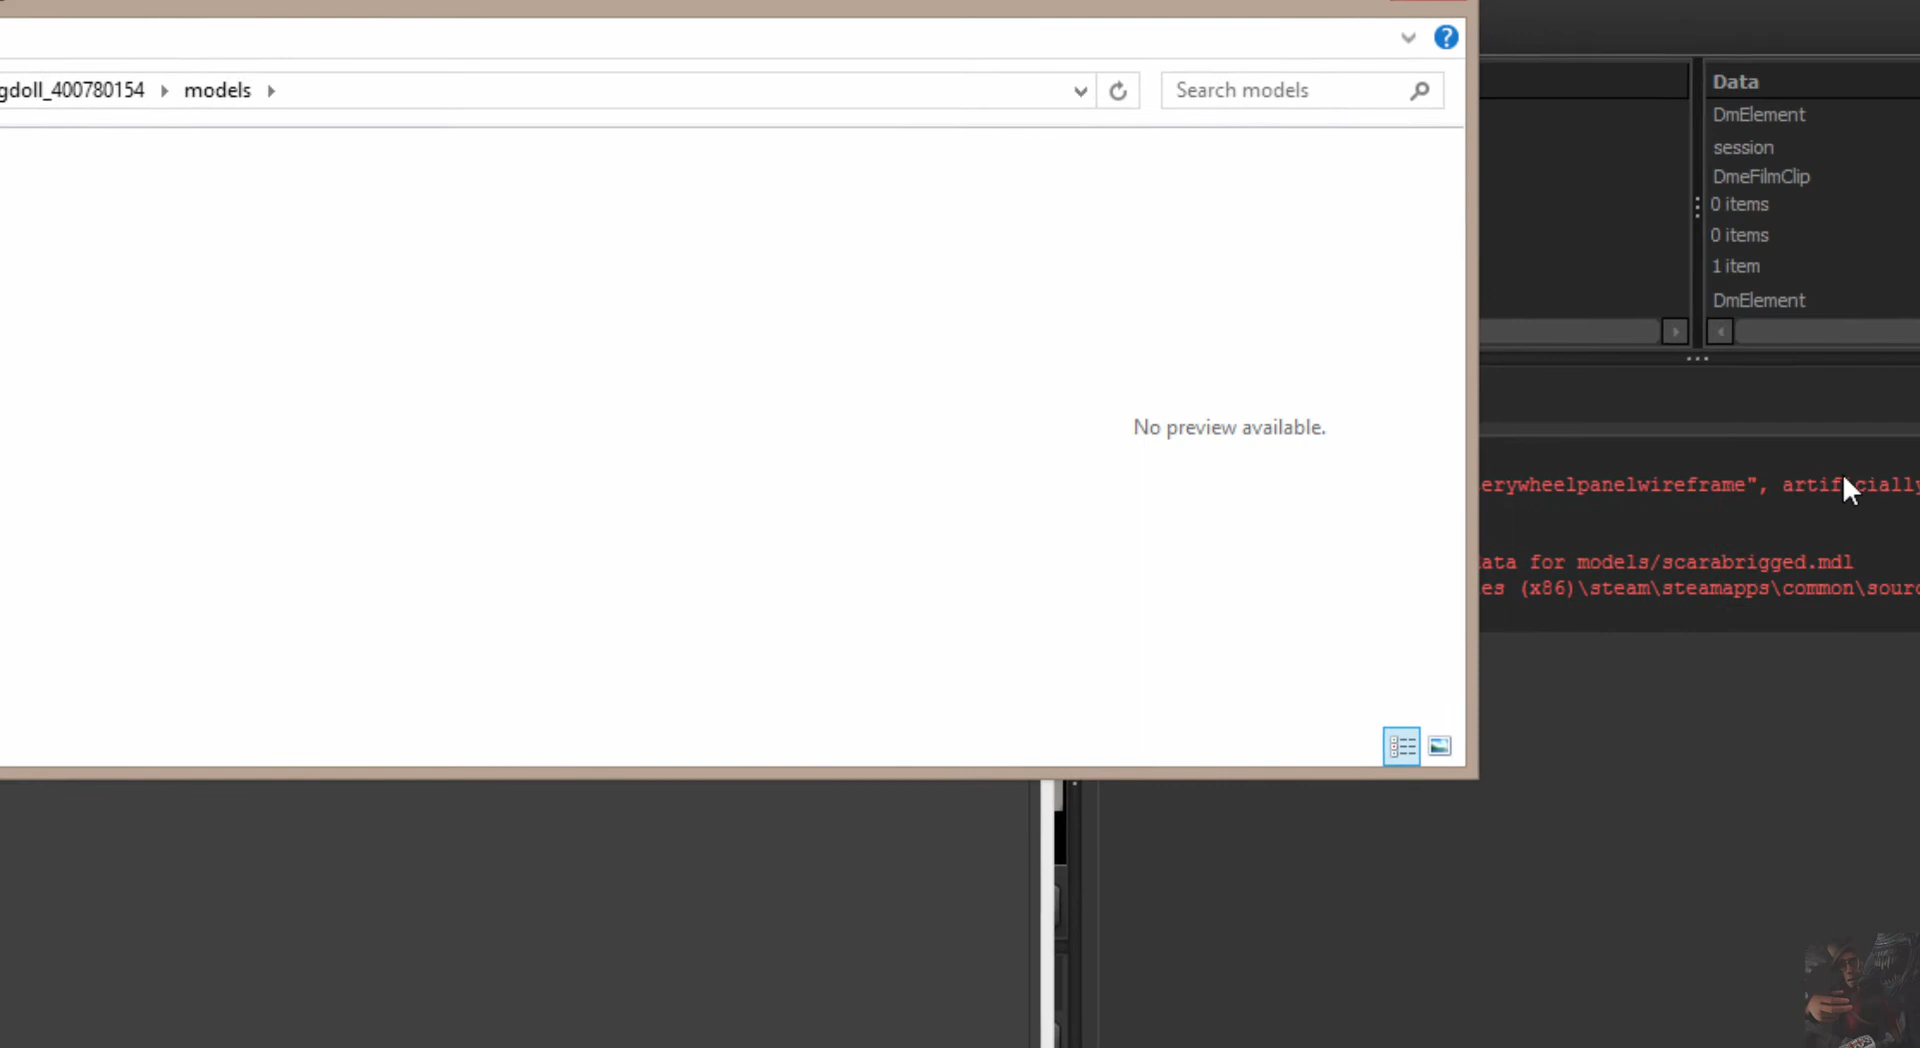 gdoll_400780154 models
Search models
No preview available.
Data
DmElement
session
DmeFilmClip
0 items
0 items
1 item
DmElement
erywheelpanelwireframe", artificially
ata for models/scarabrigged.mdl
es (x86)\steam\steamapps\common\sourc